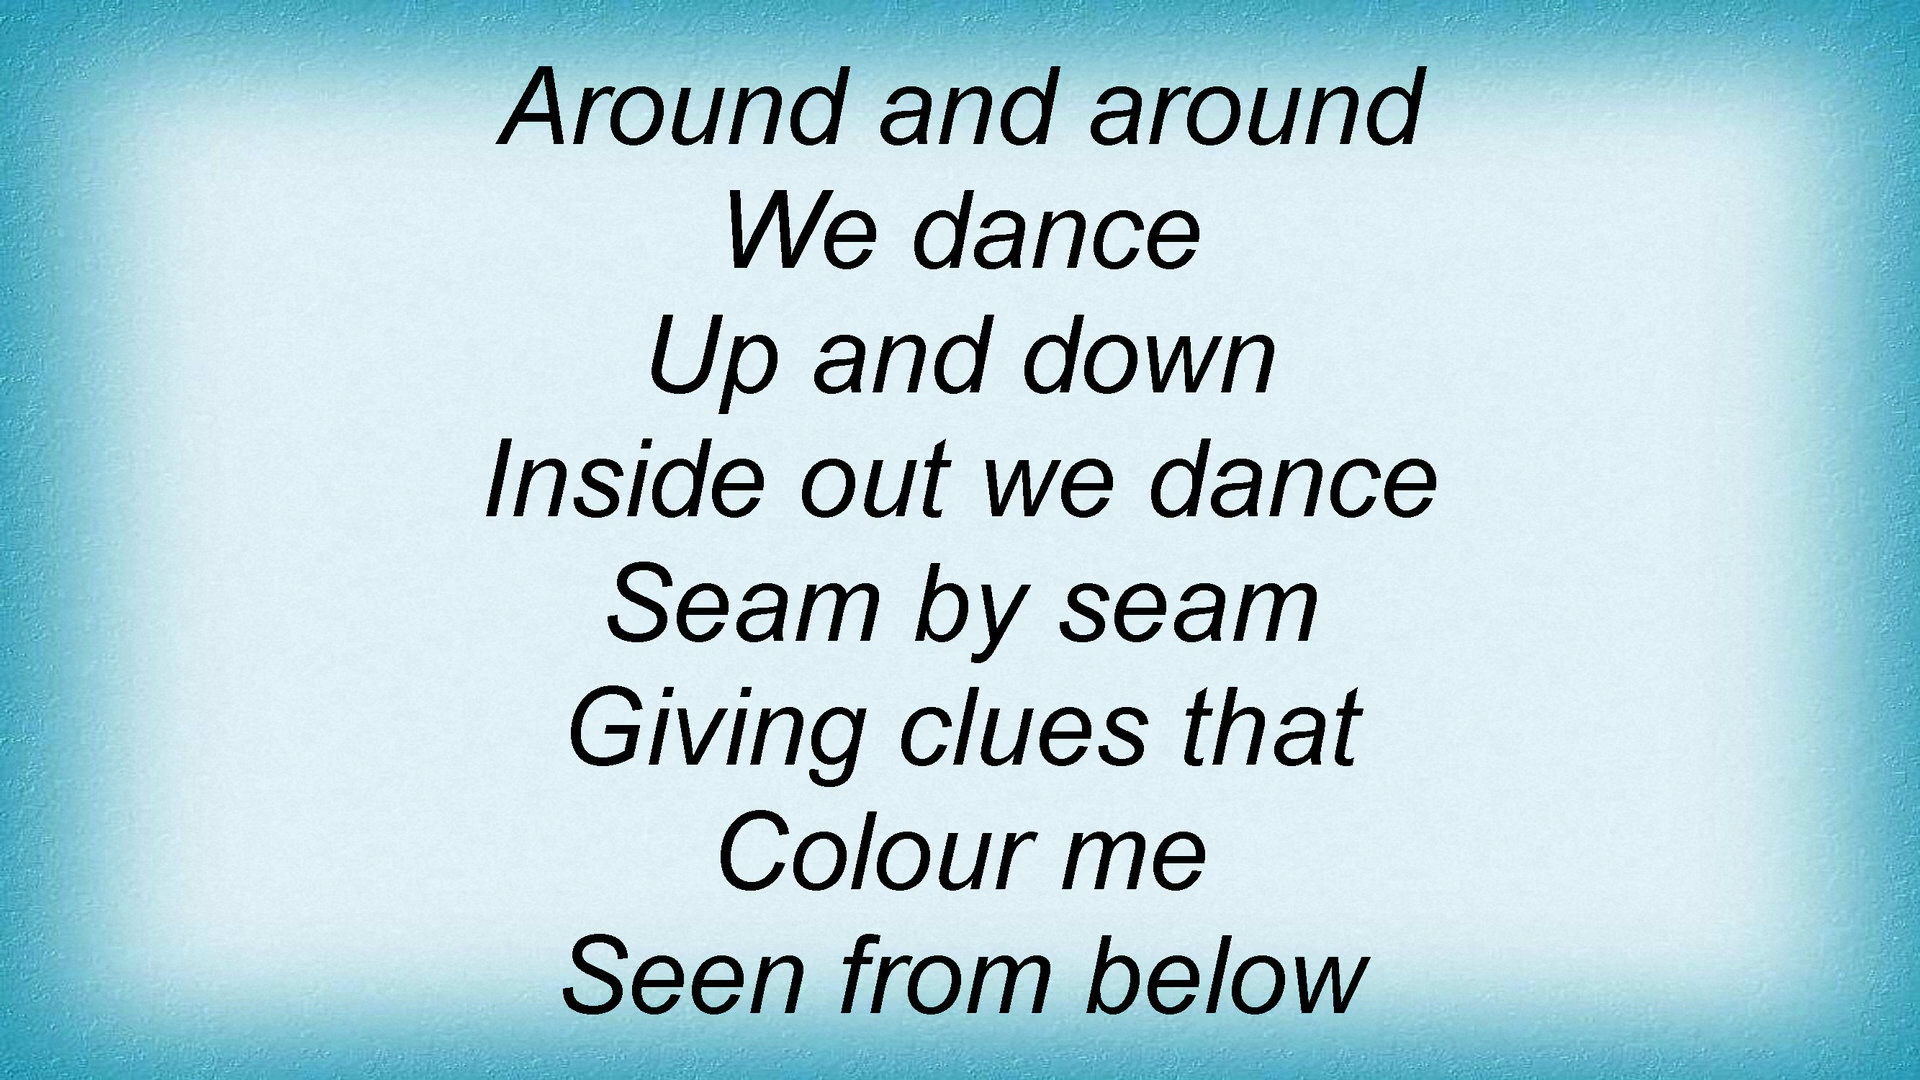 Around and around
We dance
Up and down
Inside out we dance
Seam by seam
Giving clues that
Colour me
Seen from below